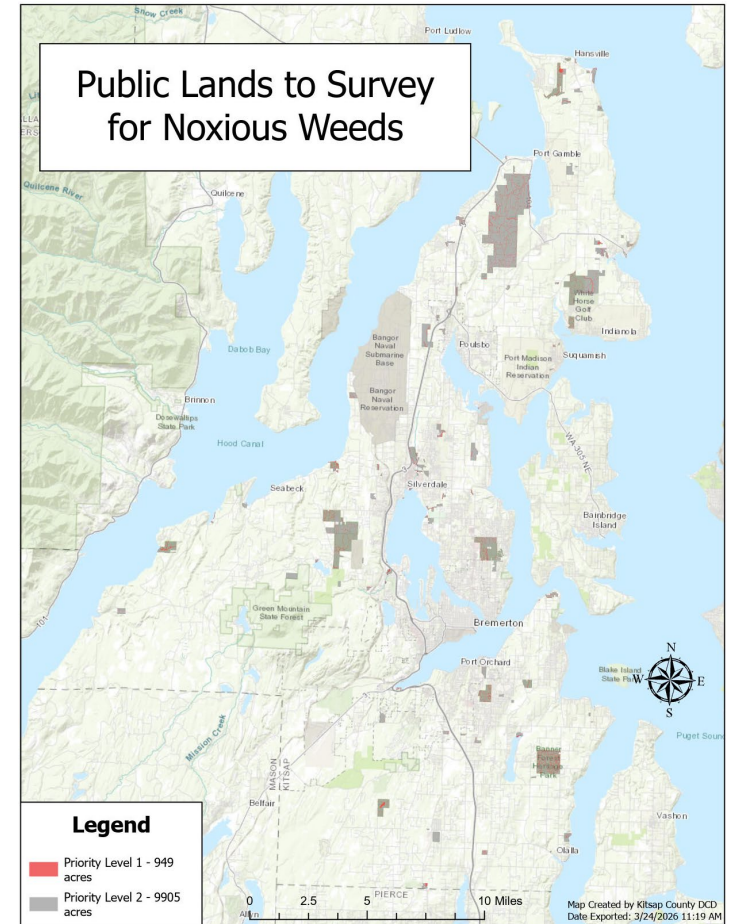 Snow Creek
Port Ludlow
Hansville
Public Lands to Survey
for Noxious Weeds
Port Gamble
Quilcene River
Quilcene
White
Horse
Golf
Club
Indianola
Bangor
Naval
Submarine
Base
Poulsbo
Port Madison
Indian
Reservation
Suquamish
Dabob Bay
Bangor
Naval
Reservation
Brinnon
Dosewallips
State Park
Hood Canal
WA-305 NE
Silverdale
Seabeck
Bainbridge
Island
Green Mountain
State Forest
101
Bremerton
Port Orchard
Blake Island
State Park
N
W
E
S
Mission Creek
Puget Sound
MASON
KITSAP
Banner
Forest
Heritage
Park
Belfair
Vashon
Legend
Priority Level 1 - 949
acres
Priority Level 2 - 9905
acres
Olalla
PIERCE
Allyn
0 2.5 5 10 Miles
Map Created by Kitsap County DCD
Date Exported: 3/24/2026 11:19 AM